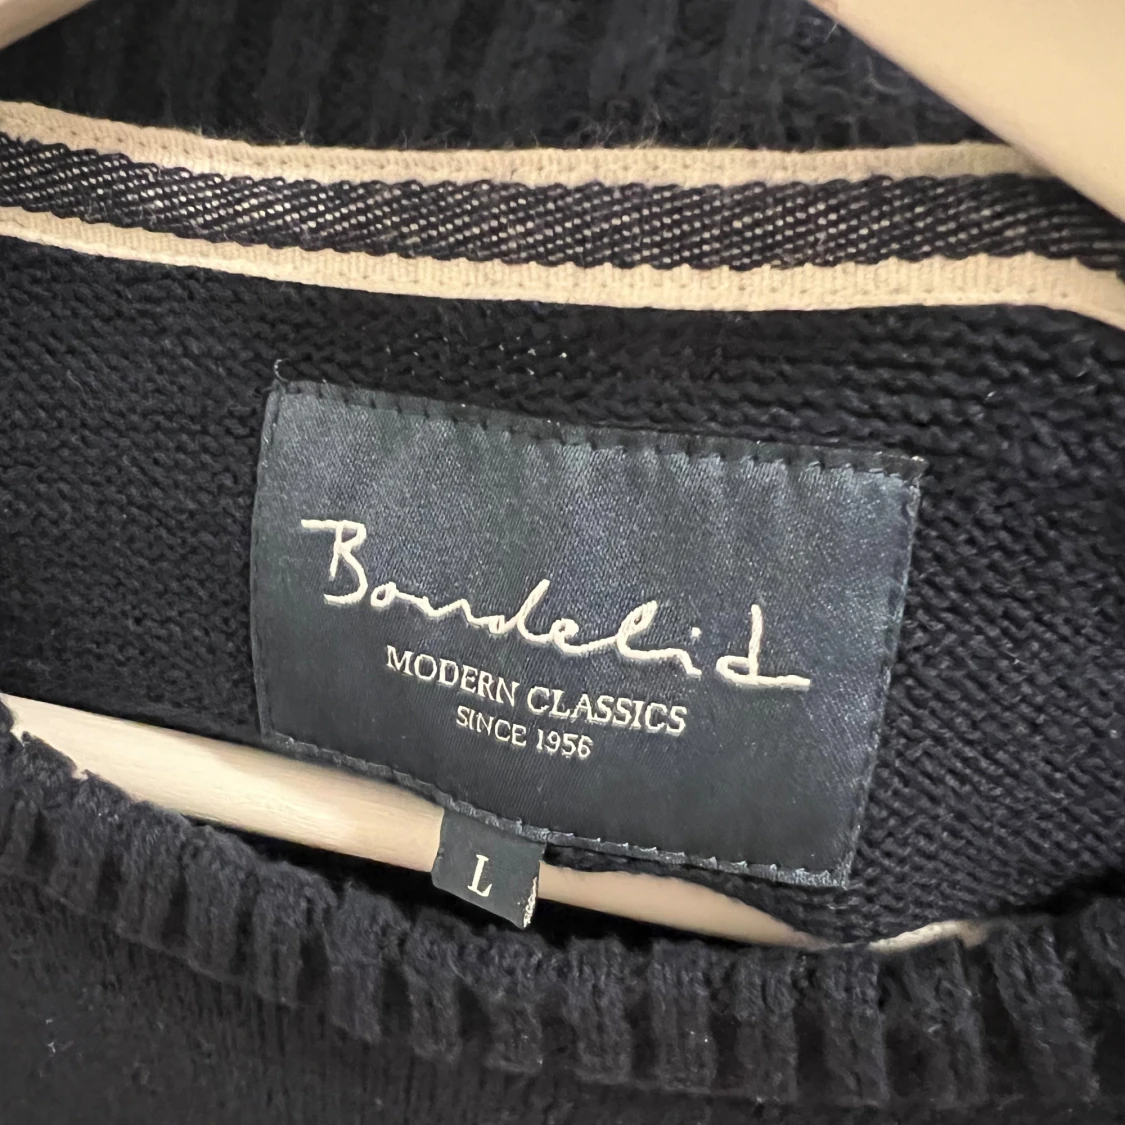 Bondelid
MODERN CLASSICS
SINCE 1956
L